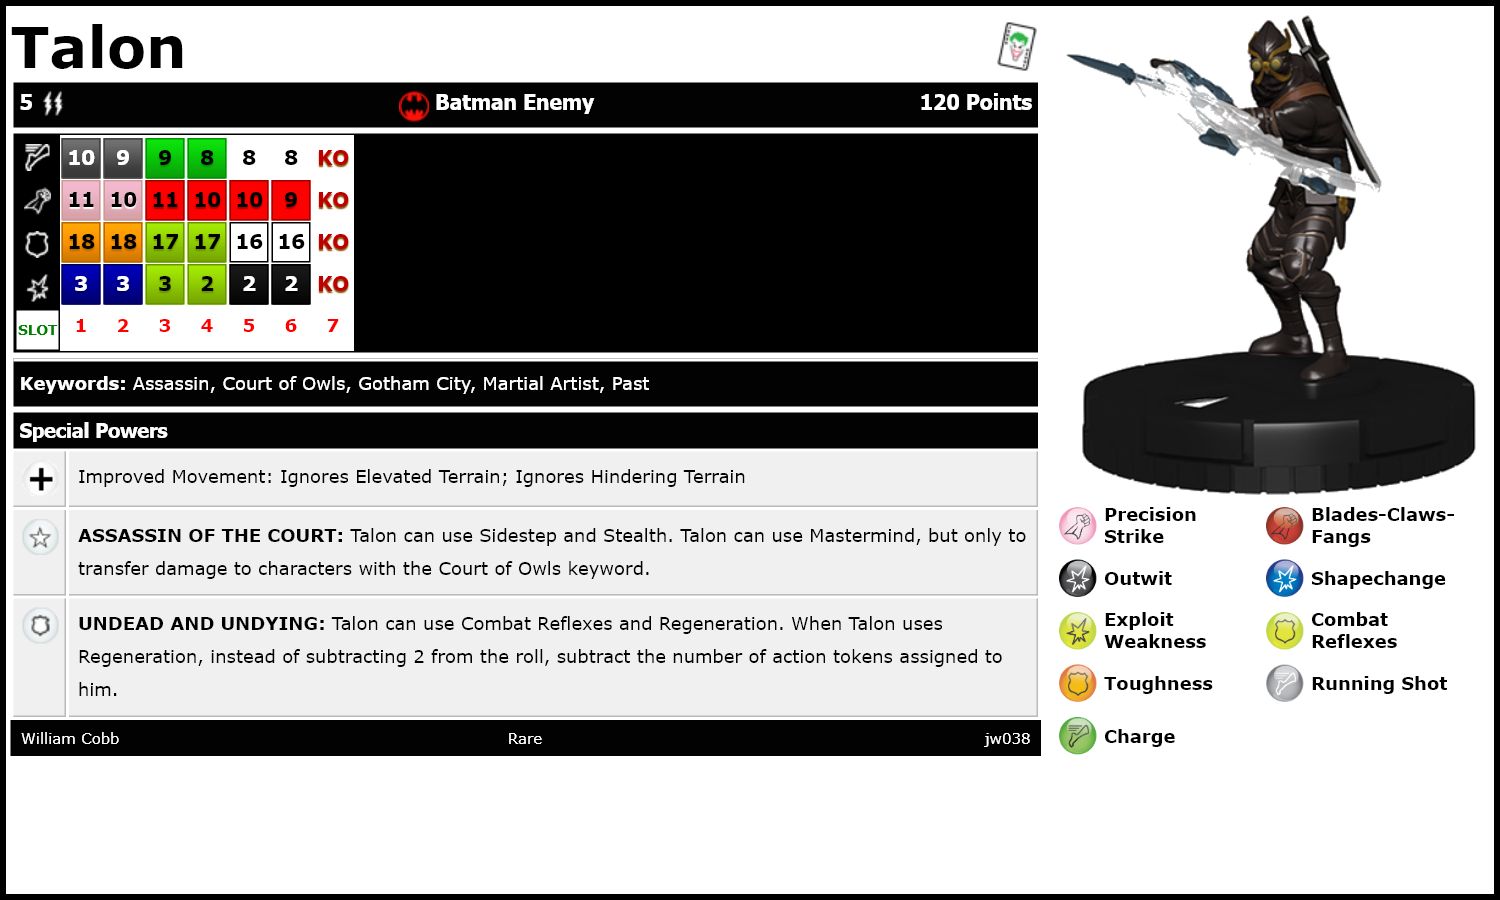 Talon
5 Batman Enemy 120 Points
10 9 9 8 8 8 KO
11 10 11 10 10 9 KO
18 18 17 17 16 16 KO
3 3 3 2 2 2 KO
SLOT 1 2 3 4 5 6 7
Keywords: Assassin, Court of Owls, Gotham City, Martial Artist, Past
Special Powers
Improved Movement: Ignores Elevated Terrain; Ignores Hindering Terrain
ASSASSIN OF THE COURT: Talon can use Sidestep and Stealth. Talon can use Mastermind, but only to
transfer damage to characters with the Court of Owls keyword.
UNDEAD AND UNDYING: Talon can use Combat Reflexes and Regeneration. When Talon uses
Regeneration, instead of subtracting 2 from the roll, subtract the number of action tokens assigned to
him.
William Cobb Rare jw038
Precision
Strike
Blades-Claws-
Fangs
Outwit
Shapechange
Exploit
Weakness
Combat
Reflexes
Toughness
Running Shot
Charge